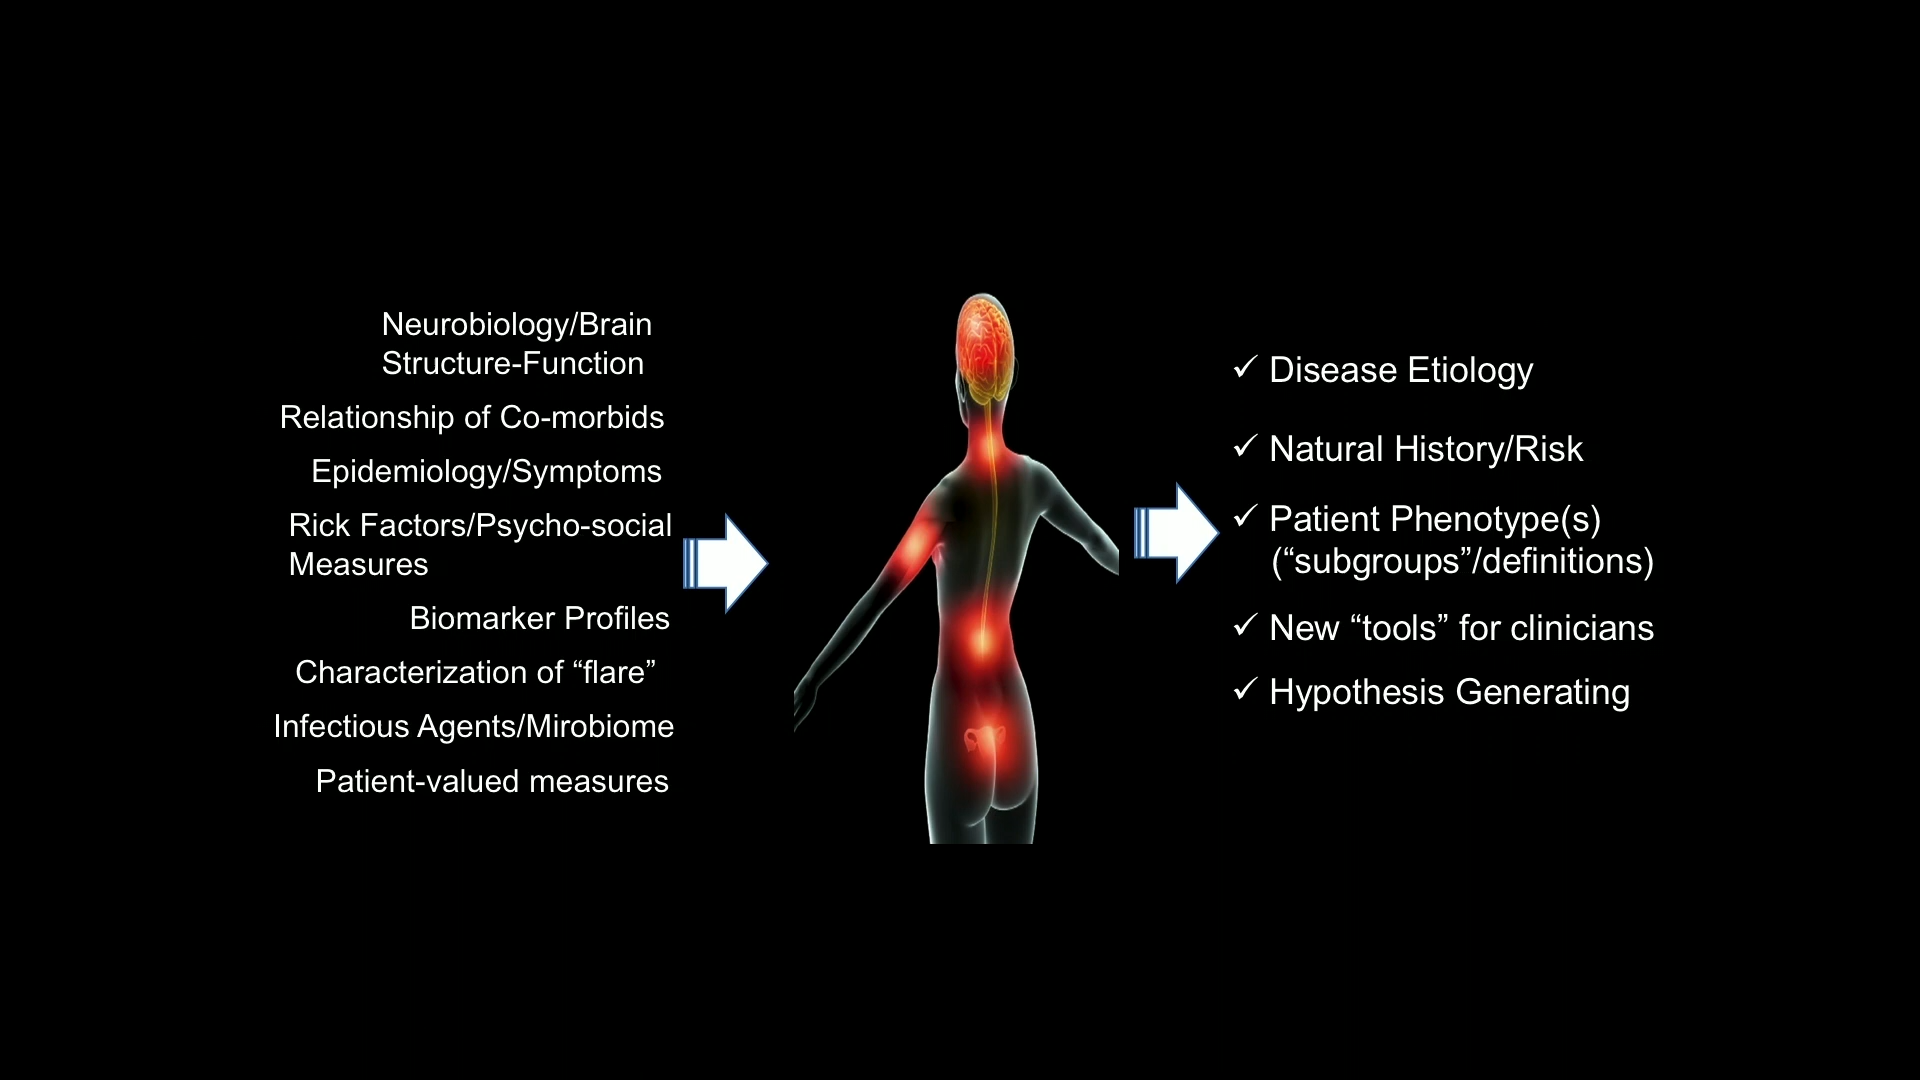 Neurobiology/Brain
Structure-Function
Relationship of Co-morbids
Epidemiology/Symptoms
Rick Factors/Psycho-social
Measures
Biomarker Profiles
Characterization of “flare”
Infectious Agents/Mirobiome
Patient-valued measures
✓ Disease Etiology
✓ Natural History/Risk
✓ Patient Phenotype(s)
(“subgroups”/definitions)
✓ New “tools” for clinicians
✓ Hypothesis Generating